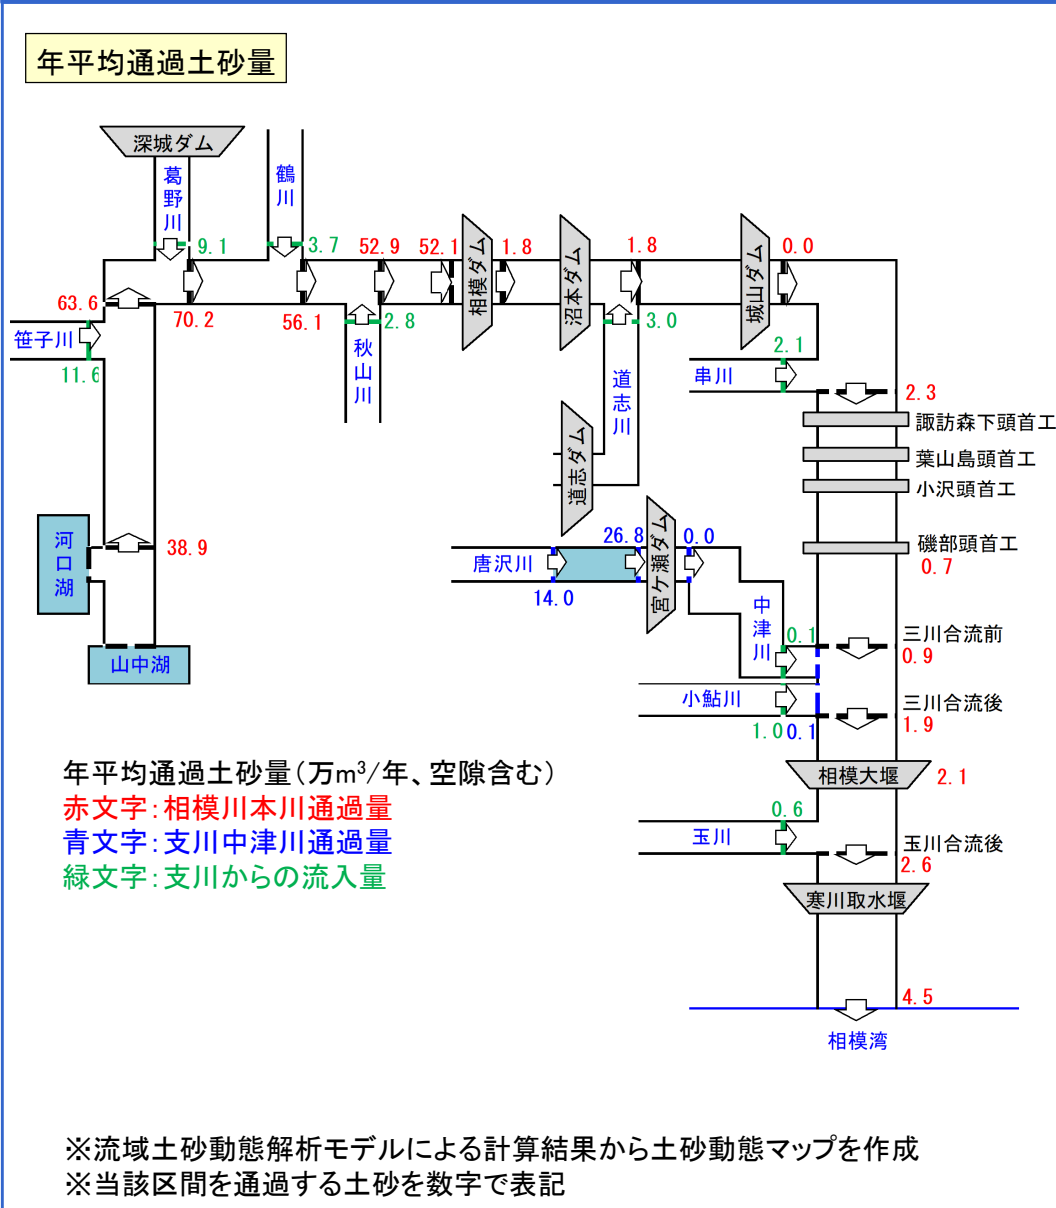 年平均通過土砂量
深城ダム
葛野川
鶴川
9.1
3.7
52.9
52.1
相模ダム
1.8
沼本ダム
1.8
城山ダム
0.0
63.6
70.2
56.1
2.8
3.0
笹子川
11.6
秋山川
道志川
道志ダム
2.1
串川
2.3
諏訪森下頭首工
葉山島頭首工
小沢頭首工
磯部頭首工
0.7
河口湖
38.9
山中湖
唐沢川
14.0
26.8
宮ケ瀬ダム
0.0
中津川
0.1
三川合流前
0.9
小鮎川
1.0
0.1
三川合流後
1.9
相模大堰
2.1
0.6
玉川
玉川合流後
2.6
寒川取水堰
4.5
相模湾
年平均通過土砂量(万m³/年、空隙含む)
赤文字:相模川本川通過量
青文字:支川中津川通過量
緑文字:支川からの流入量
※流域土砂動態解析モデルによる計算結果から土砂動態マップを作成
※当該区間を通過する土砂を数字で表記